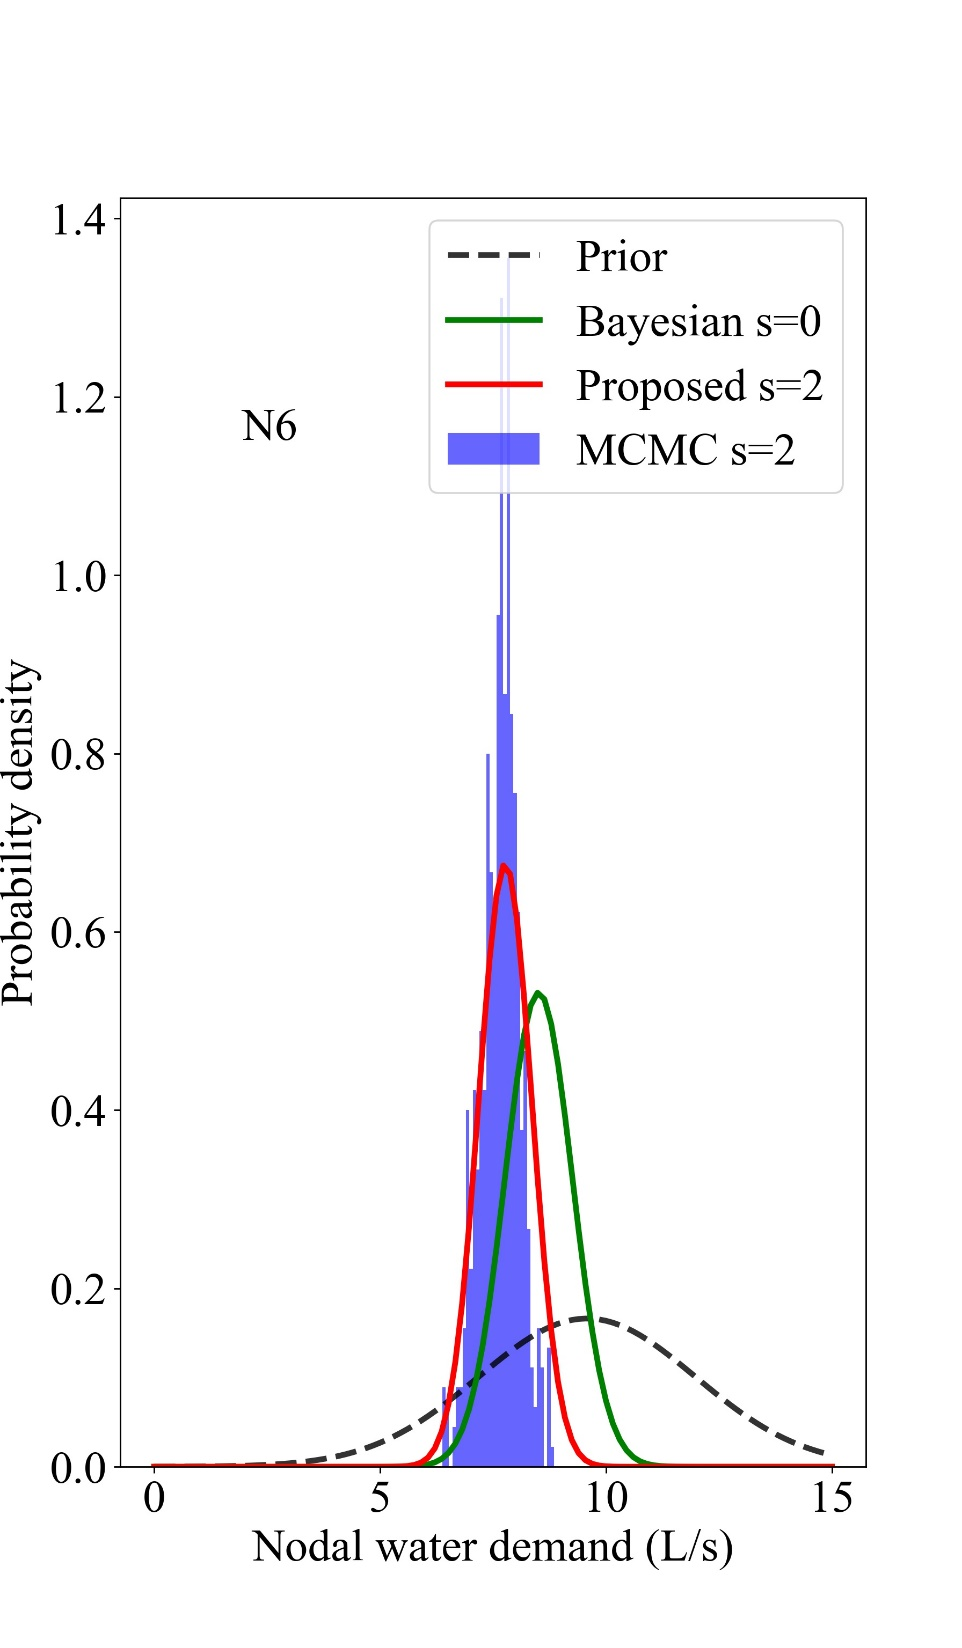 1.4
1.2
1.0
0.8
0.6
0.4
0.2
0.0
Probability density
N6
Prior
Bayesian s=0
Proposed s=2
MCMC s=2
0 5 10 15
Nodal water demand (L/s)